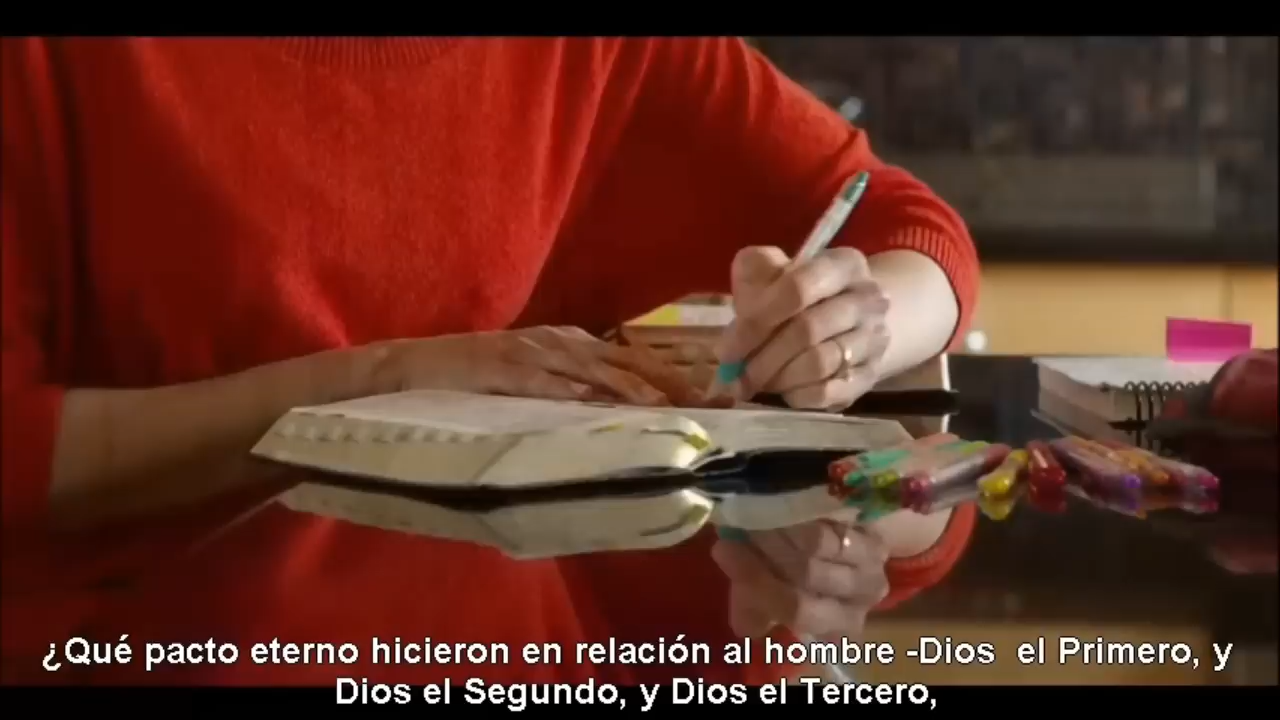 ¿Qué pacto eterno hicieron en relación al hombre -Dios  el Primero, y
Dios el Segundo, y Dios el Tercero,